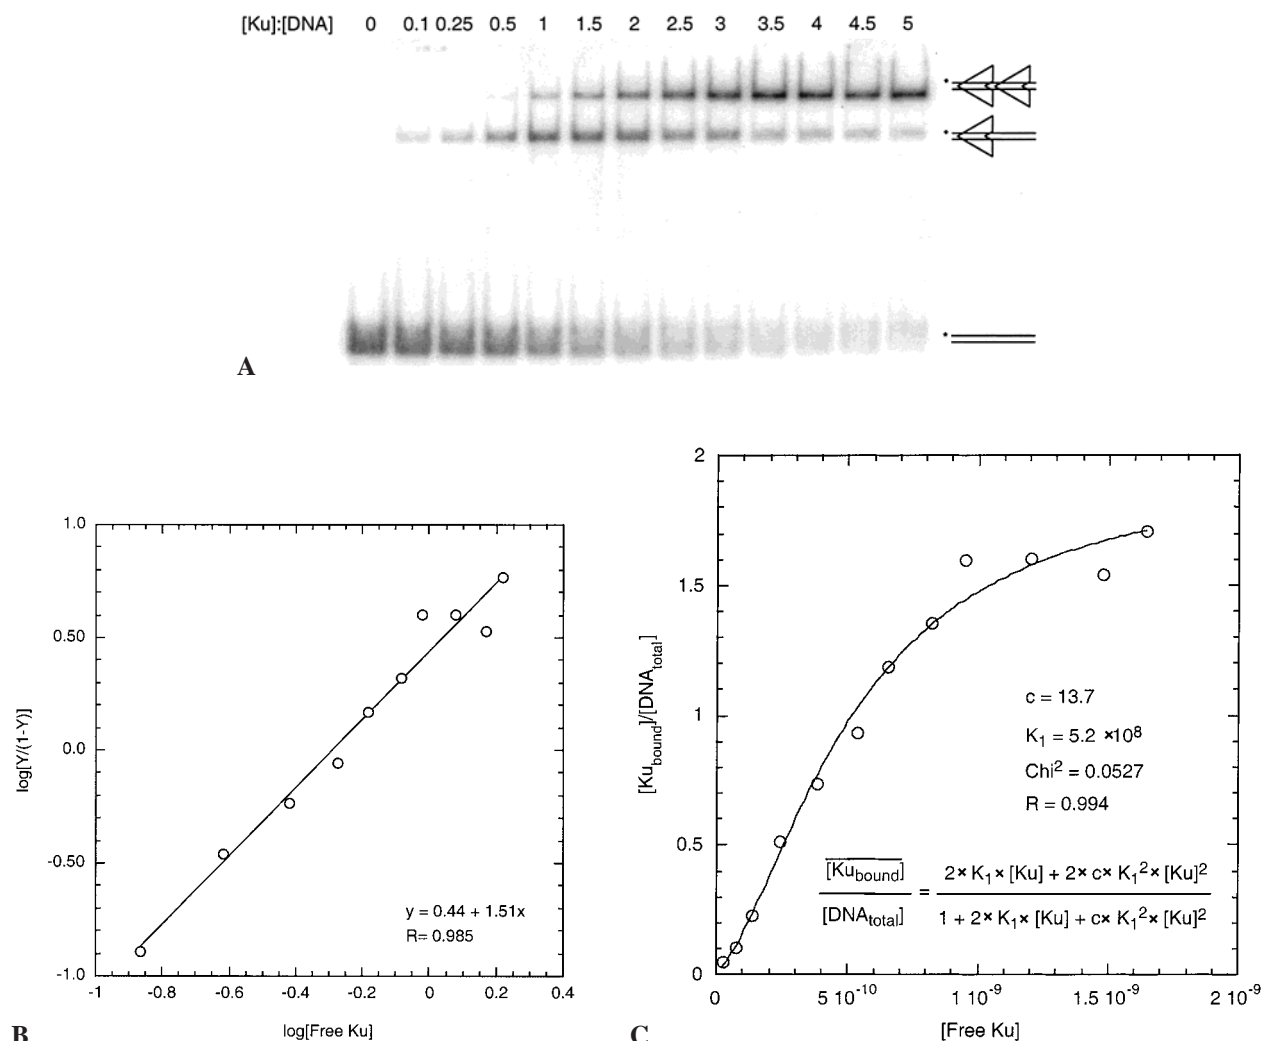 [Ku]:[DNA] 0 0.1 0.25 0.5 1 1.5 2 2.5 3 3.5 4 4.5 5
*
*
*
A
1.0
0.50
0.0
-0.50
-1.0
log[Y/(1-Y)]
y = 0.44 + 1.51x
R= 0.985
-1 -0.8 -0.6 -0.4 -0.2 0 0.2 0.4
log[Free Ku]
B
2
1.5
1
0.5
0
[Ku_bound]/[DNA_total]
c = 13.7
K_1 = 5.2 ×10^8
Chi^2 = 0.0527
R = 0.994
[Ku_bound] / [DNA_total] = (2× K_1 × [Ku] + 2× c× K_1^2 × [Ku]^2) / (1 + 2× K_1 × [Ku] + c× K_1^2 × [Ku]^2)
0 5 10^-10 1 10^-9 1.5 10^-9 2 10^-9
[Free Ku]
C